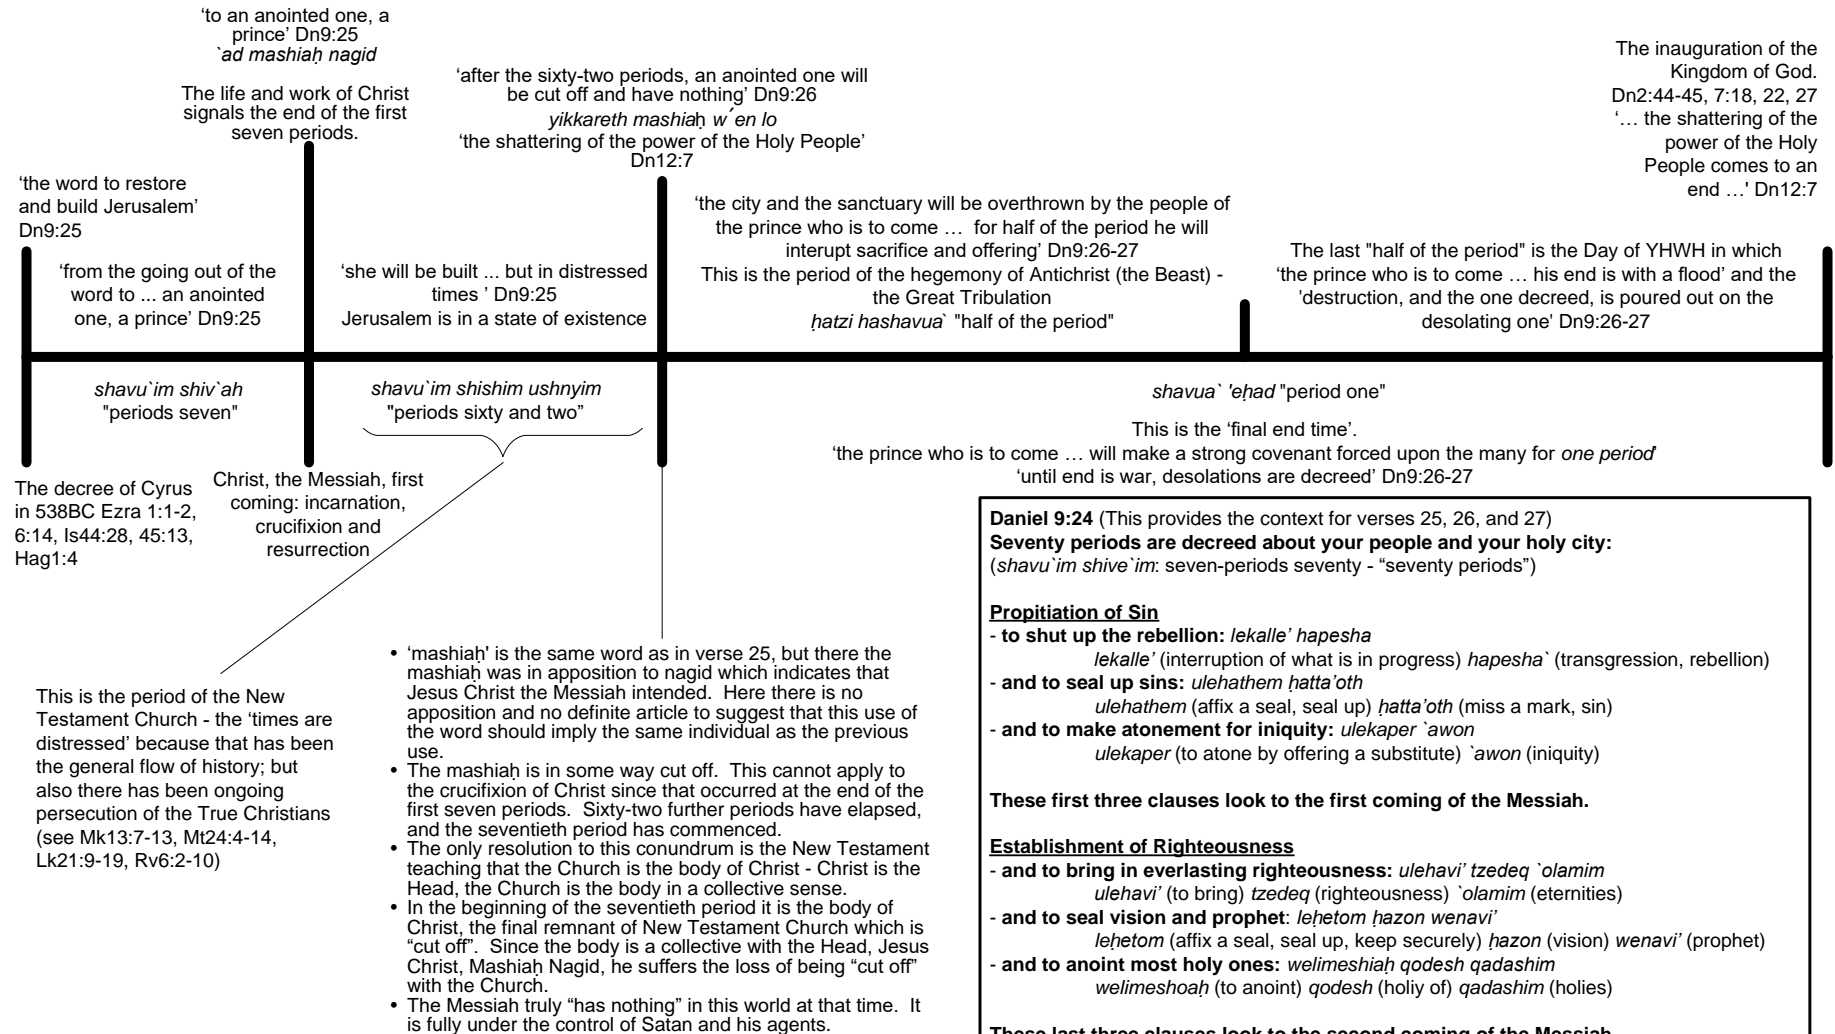 ‘to an anointed one, a
prince’ Dn9:25
`ad mashiaḥ nagid
The life and work of Christ
signals the end of the first
seven periods.
‘after the sixty-two periods, an anointed one will
be cut off and have nothing’ Dn9:26
yikkareth mashiaḥ w´en lo
‘the shattering of the power of the Holy People’
Dn12:7
The inauguration of the
Kingdom of God.
Dn2:44-45, 7:18, 22, 27
‘… the shattering of the
power of the Holy
People comes to an
end …' Dn12:7
‘the word to restore
and build Jerusalem’
Dn9:25
‘from the going out of the
word to ... an anointed
one, a prince’ Dn9:25
‘she will be built ... but in distressed
times ’ Dn9:25
Jerusalem is in a state of existence
‘the city and the sanctuary will be overthrown by the people of
the prince who is to come … for half of the period he will
interupt sacrifice and offering’ Dn9:26-27
This is the period of the hegemony of Antichrist (the Beast) -
the Great Tribulation
ḥatzi hashavua` "half of the period"
The last "half of the period" is the Day of YHWH in which
‘the prince who is to come … his end is with a flood’ and the
'destruction, and the one decreed, is poured out on the
desolating one' Dn9:26-27
shavu`im shiv`ah
"periods seven"
shavu`im shishim ushnyim
"periods sixty and two”
shavua` 'eḥad "period one"
This is the ‘final end time’.
‘the prince who is to come … will make a strong covenant forced upon the many for one period’
‘until end is war, desolations are decreed’ Dn9:26-27
The decree of Cyrus
in 538BC Ezra 1:1-2,
6:14, Is44:28, 45:13,
Hag1:4
Christ, the Messiah, first
coming: incarnation,
crucifixion and
resurrection
This is the period of the New
Testament Church - the ‘times are
distressed’ because that has been
the general flow of history; but
also there has been ongoing
persecution of the True Christians
(see Mk13:7-13, Mt24:4-14,
Lk21:9-19, Rv6:2-10)
• ‘mashiaḥ' is the same word as in verse 25, but there the
mashiaḥ was in apposition to nagid which indicates that
Jesus Christ the Messiah intended. Here there is no
apposition and no definite article to suggest that this use of
the word should imply the same individual as the previous
use.
• The mashiaḥ is in some way cut off. This cannot apply to
the crucifixion of Christ since that occurred at the end of the
first seven periods. Sixty-two further periods have elapsed,
and the seventieth period has commenced.
• The only resolution to this conundrum is the New Testament
teaching that the Church is the body of Christ - Christ is the
Head, the Church is the body in a collective sense.
• In the beginning of the seventieth period it is the body of
Christ, the final remnant of New Testament Church which is
“cut off”. Since the body is a collective with the Head, Jesus
Christ, Mashiaḥ Nagid, he suffers the loss of being “cut off”
with the Church.
• The Messiah truly “has nothing” in this world at that time. It
is fully under the control of Satan and his agents.
Daniel 9:24 (This provides the context for verses 25, 26, and 27)
Seventy periods are decreed about your people and your holy city:
(shavu`im shive`im: seven-periods seventy - “seventy periods”)
Propitiation of Sin
- to shut up the rebellion: lekalle’ hapesha
lekalle’ (interruption of what is in progress) hapesha` (transgression, rebellion)
- and to seal up sins: ulehathem ḥatta’oth
ulehathem (affix a seal, seal up) ḥatta’oth (miss a mark, sin)
- and to make atonement for iniquity: ulekaper `awon
ulekaper (to atone by offering a substitute) `awon (iniquity)
These first three clauses look to the first coming of the Messiah.
Establishment of Righteousness
- and to bring in everlasting righteousness: ulehavi’ tzedeq `olamim
ulehavi’ (to bring) tzedeq (righteousness) `olamim (eternities)
- and to seal vision and prophet: leḥetom ḥazon wenavi’
leḥetom (affix a seal, seal up, keep securely) ḥazon (vision) wenavi’ (prophet)
- and to anoint most holy ones: welimeshiaḥ qodesh qadashim
welimeshoaḥ (to anoint) qodesh (holiy of) qadashim (holies)
These last three clauses look to the second coming of the Messiah